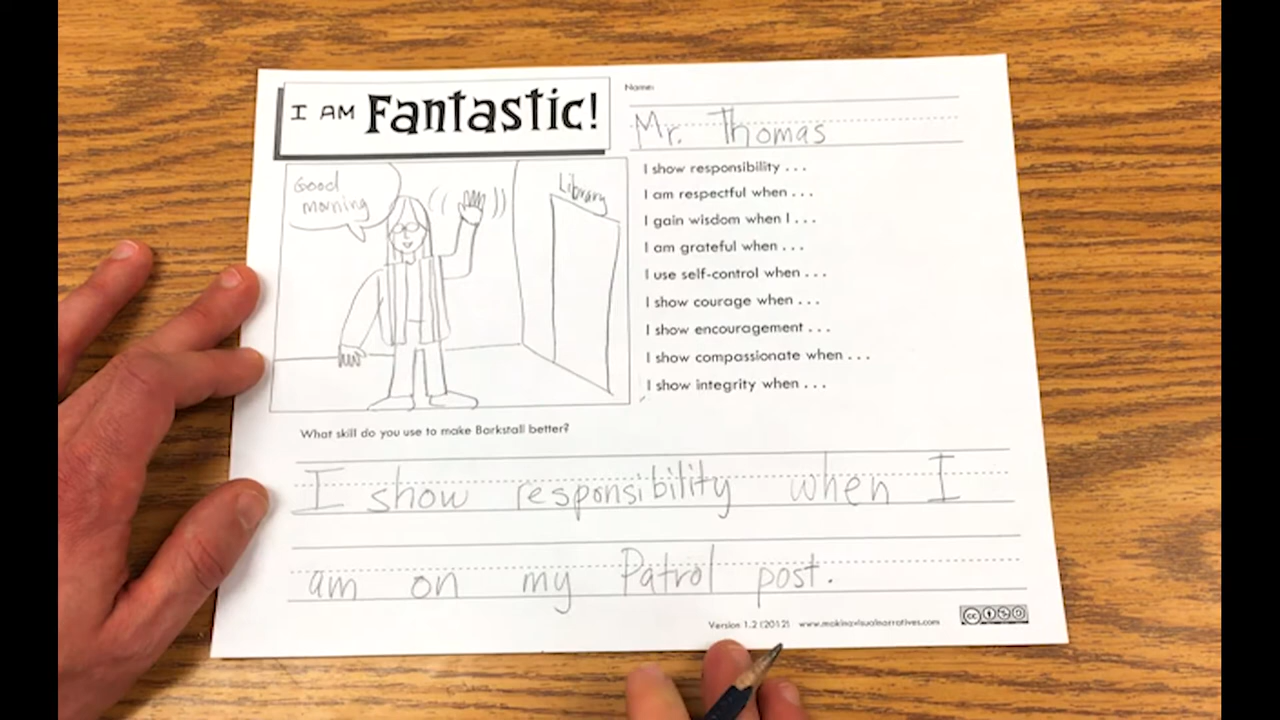 I AM Fantastic!
Name:
Mr. Thomas
Good
morning
Library
I show responsibility . . .
I am respectful when . . .
I gain wisdom when I . . .
I am grateful when . . .
I use self-control when . . .
I show courage when . . .
I show encouragement . . .
I show compassionate when . . .
I show integrity when . . .
What skill do you use to make Barkstall better?
I show responsibility when I
am on my Patrol post.
Version 1.2 (2012) www.makingvisualnarratives.com